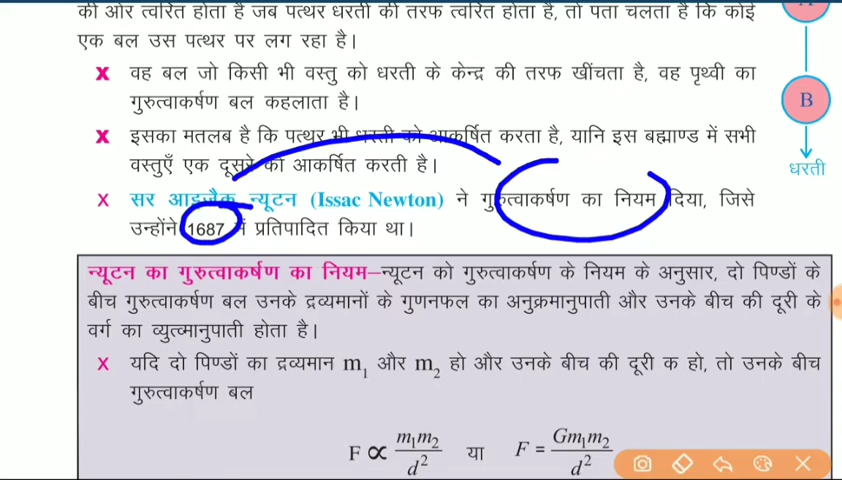 की ओर त्वरित होता है जब पत्थर धरती की तरफ त्वरित होता है, तो पता चलता है कि कोई
एक बल उस पत्थर पर लग रहा है।
x वह बल जो किसी भी वस्तु को धरती के केन्द्र की तरफ खींचता है, वह पृथ्वी का
गुरुत्वाकर्षण बल कहलाता है।
B
x इसका मतलब है कि पत्थर भी धरती को आकर्षित करता है, यानि इस बह्माण्ड में सभी
वस्तुएँ एक दूसरे को आकर्षित करती है।
धरती
x सर आइजैक न्यूटन (Issac Newton) ने गुरुत्वाकर्षण का नियम दिया, जिसे
उन्होंने 1687 में प्रतिपादित किया था।
न्यूटन का गुरुत्वाकर्षण का नियम–न्यूटन को गुरुत्वाकर्षण के नियम के अनुसार, दो पिण्डों के
बीच गुरुत्वाकर्षण बल उनके द्रव्यमानों के गुणनफल का अनुक्रमानुपाती और उनके बीच की दूरी के
वर्ग का व्युत्मानुपाती होता है।
x यदि दो पिण्डों का द्रव्यमान m₁ और m₂ हो और उनके बीच की दूरी क हो, तो उनके बीच
गुरुत्वाकर्षण बल
F ∝ m₁m₂/d² या F = Gm₁m₂/d²